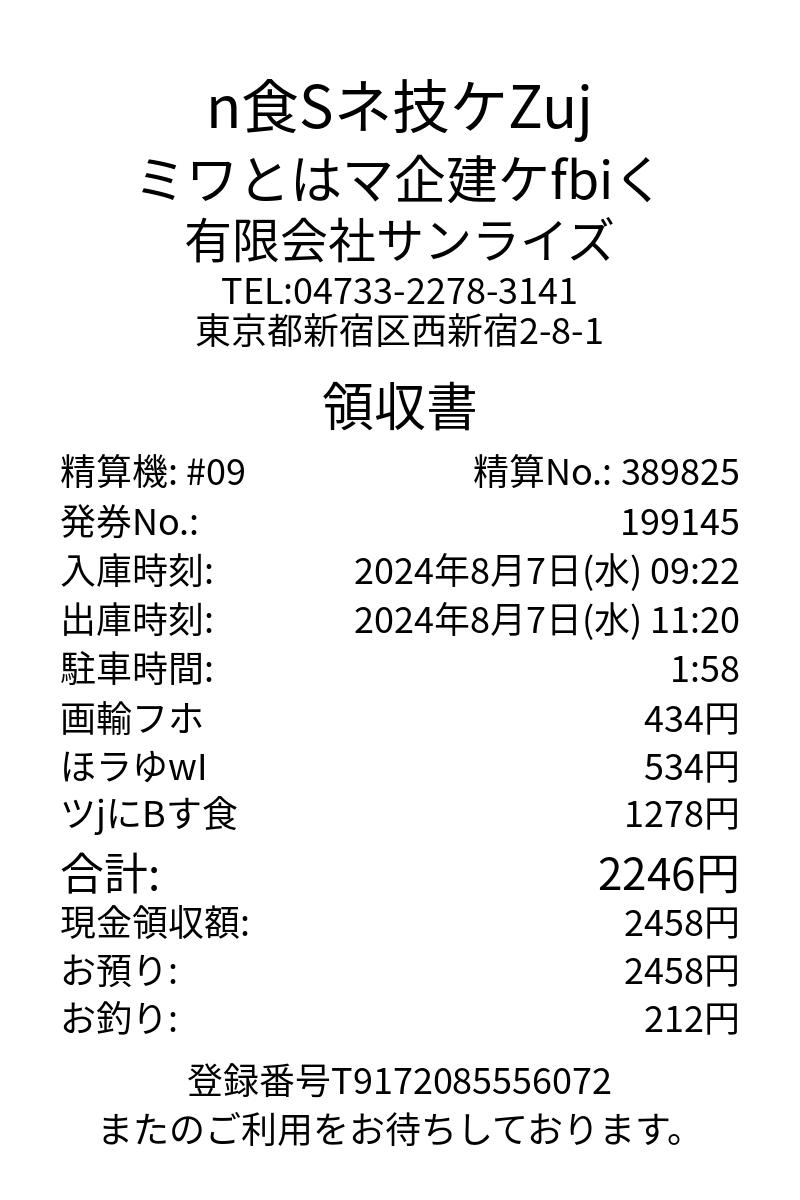 n食Sネ技ケZuj
ミワとはマ企建ケfbiく
有限会社サンライズ
TEL:04733-2278-3141
東京都新宿区西新宿2-8-1
領収書
精算機: #09 精算No.: 389825
発券No.: 199145
入庫時刻: 2024年8月7日(水) 09:22
出庫時刻: 2024年8月7日(水) 11:20
駐車時間: 1:58
画輸フホ 434円
ほラゆwI 534円
ツjにBす食 1278円
合計: 2246円
現金領収額: 2458円
お預り: 2458円
お釣り: 212円
登録番号T9172085556072
またのご利用をお待ちしております。